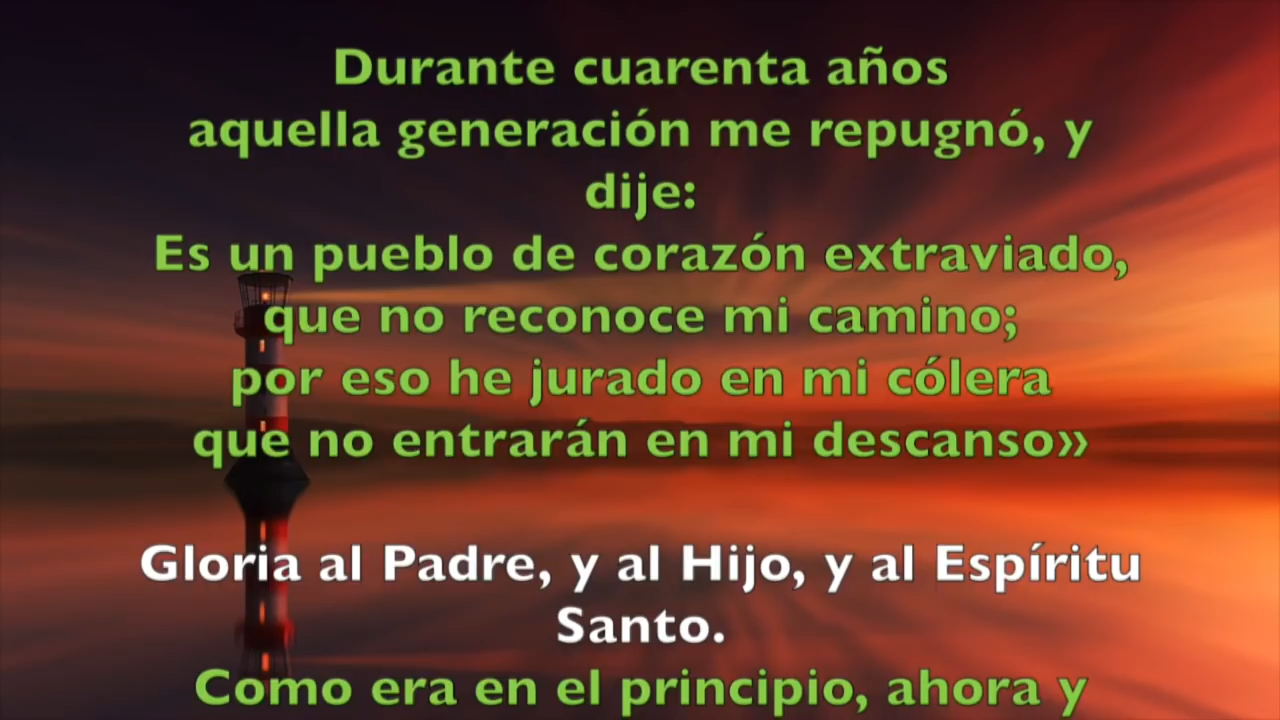 Durante cuarenta años
aquella generación me repugnó, y
dije:
Es un pueblo de corazón extraviado,
que no reconoce mi camino;
por eso he jurado en mi cólera
que no entrarán en mi descanso»
Gloria al Padre, y al Hijo, y al Espíritu
Santo.
Como era en el principio, ahora y